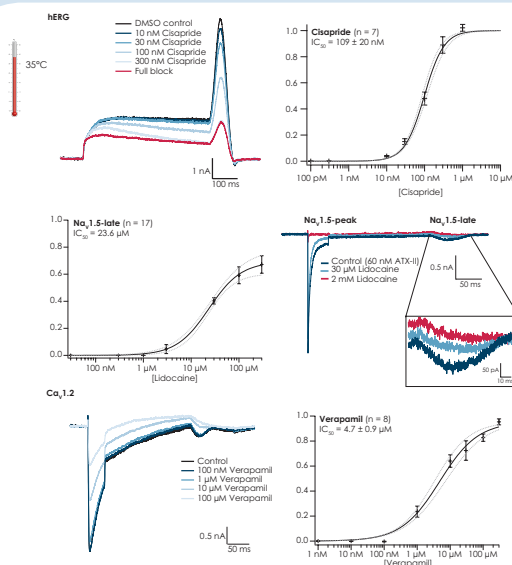 hERG
35°C
DMSO control
10 nM Cisapride
30 nM Cisapride
100 nM Cisapride
300 nM Cisapride
Full block
1 nA
100 ms
Cisapride (n = 7)
IC50 = 109 ± 20 nM
1.0
0.8
0.6
0.4
0.2
0.0
100 pM 1 nM 10 nM 100 nM 1 µM 10 µM
[Cisapride]
Nav1.5-late (n = 17)
IC50 = 23.6 µM
1.0
0.8
0.6
0.4
0.2
0.0
100 nM 1 µM 10 µM 100 µM
[Lidocaine]
Nav1.5-peak Nav1.5-late
Control (60 nM ATX-II)
30 µM Lidocaine
2 mM Lidocaine
0.5 nA
50 ms
50 pA
10 ms
Cav1.2
Control
100 nM Verapamil
1 µM Verapamil
10 µM Verapamil
100 µM Verapamil
0.5 nA
50 ms
Verapamil (n = 8)
IC50 = 4.7 ± 0.9 µM
1.0
0.8
0.6
0.4
0.2
0.0
1 nM 10 nM 100 nM 1 µM 10 µM 100 µM
[Verapamil]